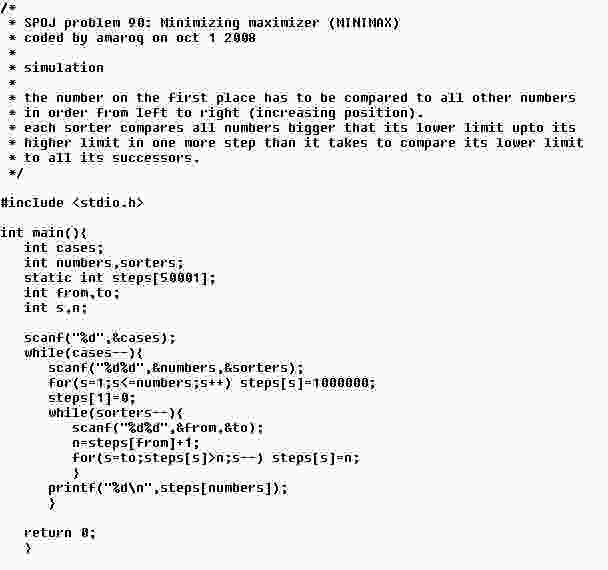 /*
 * SPOJ problem 90: Minimizing maximizer (MINIMAX)
 * coded by amaroq on oct 1 2008
 *
 * simulation
 *
 * the number on the first place has to be compared to all other numbers
 * in order from left to right (increasing position).
 * each sorter compares all numbers bigger that its lower limit upto its
 * higher limit in one more step than it takes to compare its lower limit
 * to all its successors.
 */

#include <stdio.h>

int main(){
   int cases;
   int numbers,sorters;
   static int steps[50001];
   int from,to;
   int s,n;

   scanf("%d",&cases);
   while(cases--){
      scanf("%d%d",&numbers,&sorters);
      for(s=1;s<=numbers;s++) steps[s]=1000000;
      steps[1]=0;
      while(sorters--){
         scanf("%d%d",&from,&to);
         n=steps[from]+1;
         for(s=to;steps[s]>n;s--) steps[s]=n;
         }
      printf("%d\n",steps[numbers]);
      }

   return 0;
   }